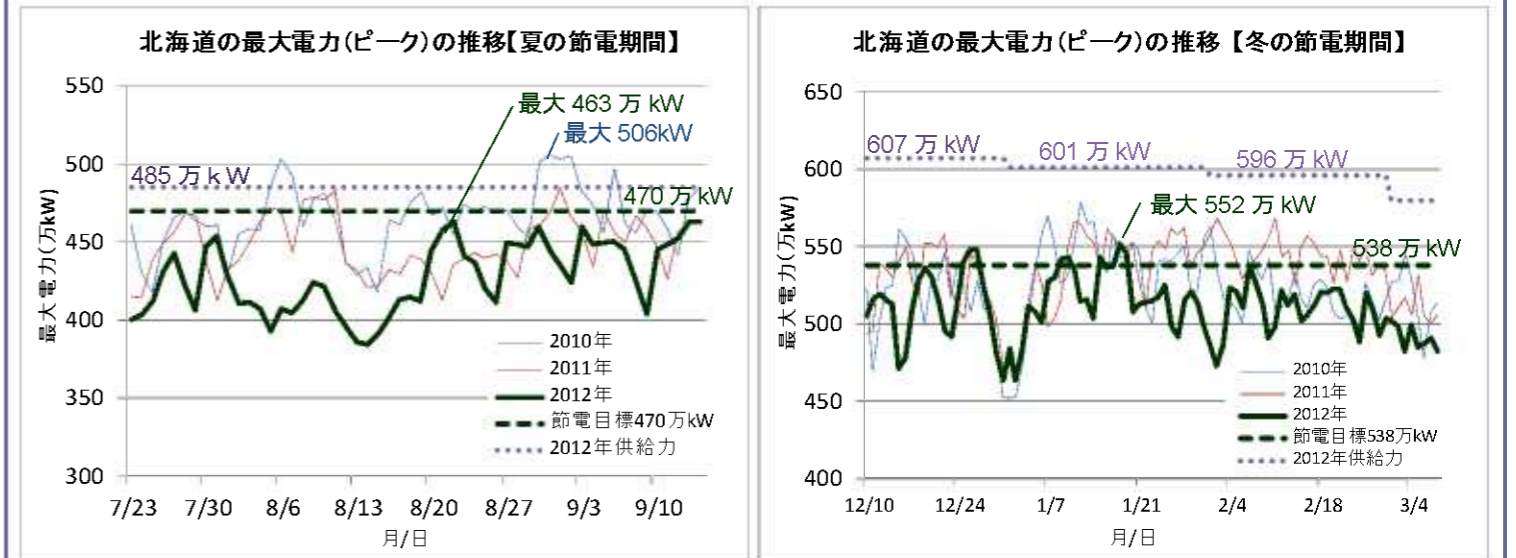 北海道の最大電力(ピーク)の推移【夏の節電期間】
550
500
450
400
350
300
最大電力(万kW)
最大 463 万 kW
最大 506kW
485 万 k W
470 万 kW
2010年
2011年
2012年
節電目標470万kW
2012年供給力
7/23 7/30 8/6 8/13 8/20 8/27 9/3 9/10
月/日
北海道の最大電力(ピーク)の推移 【冬の節電期間】
650
600
550
500
450
400
最大電力(万kW)
607 万 kW
601 万 kW
596 万 kW
最大 552 万 kW
538 万 kW
2010年
2011年
2012年
節電目標538万kW
2012年供給力
12/10 12/24 1/7 1/21 2/4 2/18 3/4
月/日